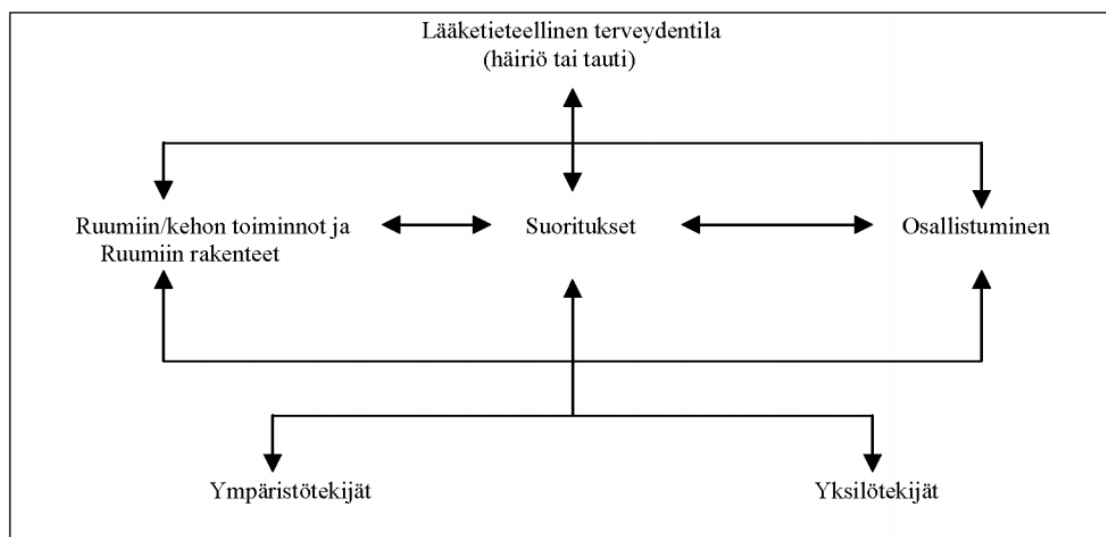 Lääketieteellinen terveydentila
(häiriö tai tauti)
Ruumiin/kehon toiminnot ja
Ruumiin rakenteet
Suoritukset
Osallistuminen
Ympäristötekijät
Yksilötekijät